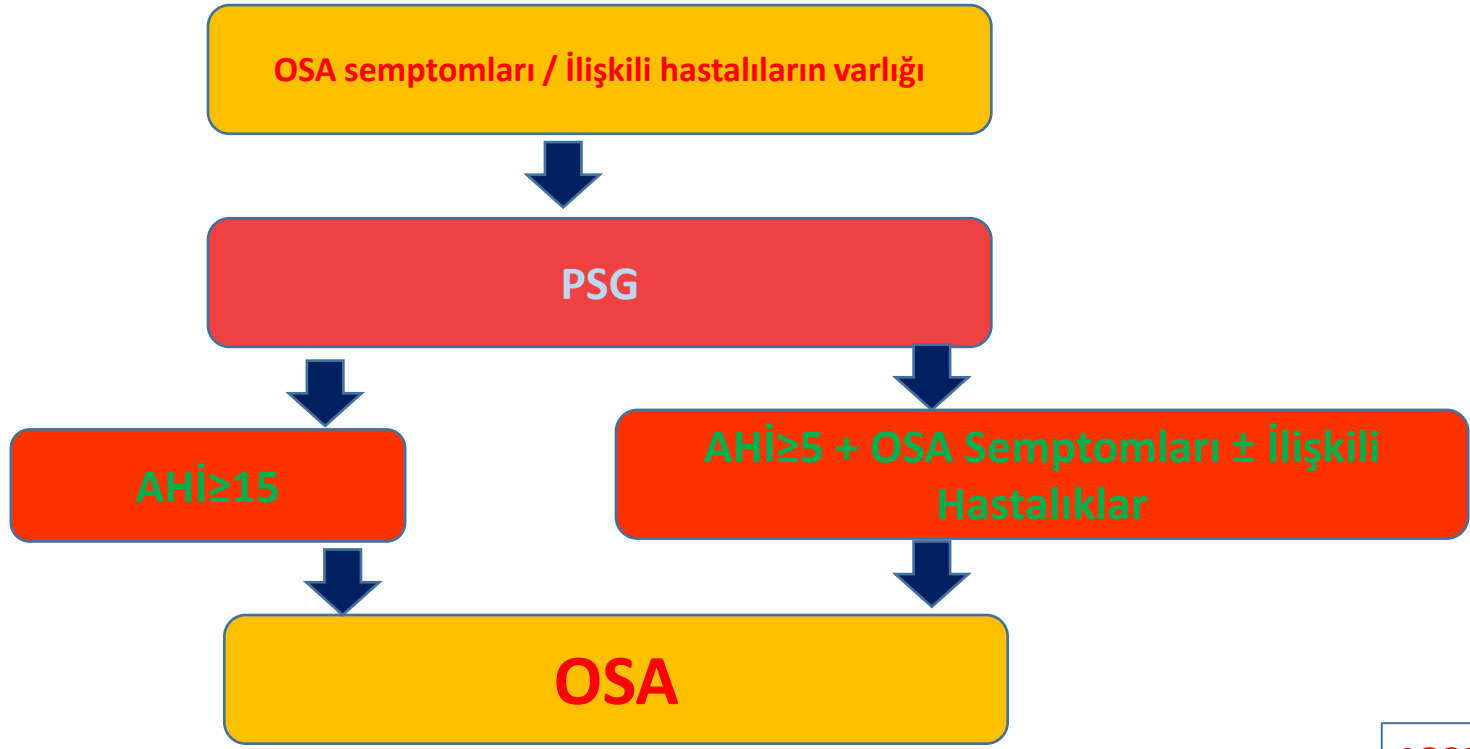 OSA semptomları / İlişkili hastalıların varlığı
PSG
AHİ≥15
AHİ≥5 + OSA Semptomları ± İlişkili
Hastalıklar
OSA